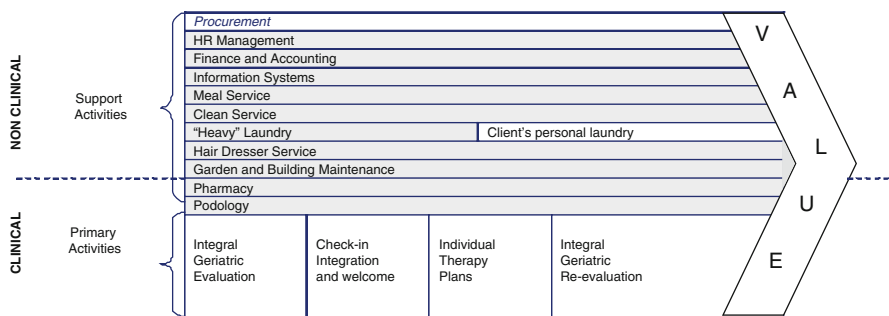 NON CLINICAL
CLINICAL
Support
Activities
Primary
Activities
Procurement
HR Management
Finance and Accounting
Information Systems
Meal Service
Clean Service
“Heavy” Laundry
Client’s personal laundry
Hair Dresser Service
Garden and Building Maintenance
Pharmacy
Podology
Integral
Geriatric
Evaluation
Check-in
Integration
and welcome
Individual
Therapy
Plans
Integral
Geriatric
Re-evaluation
V
A
L
U
E